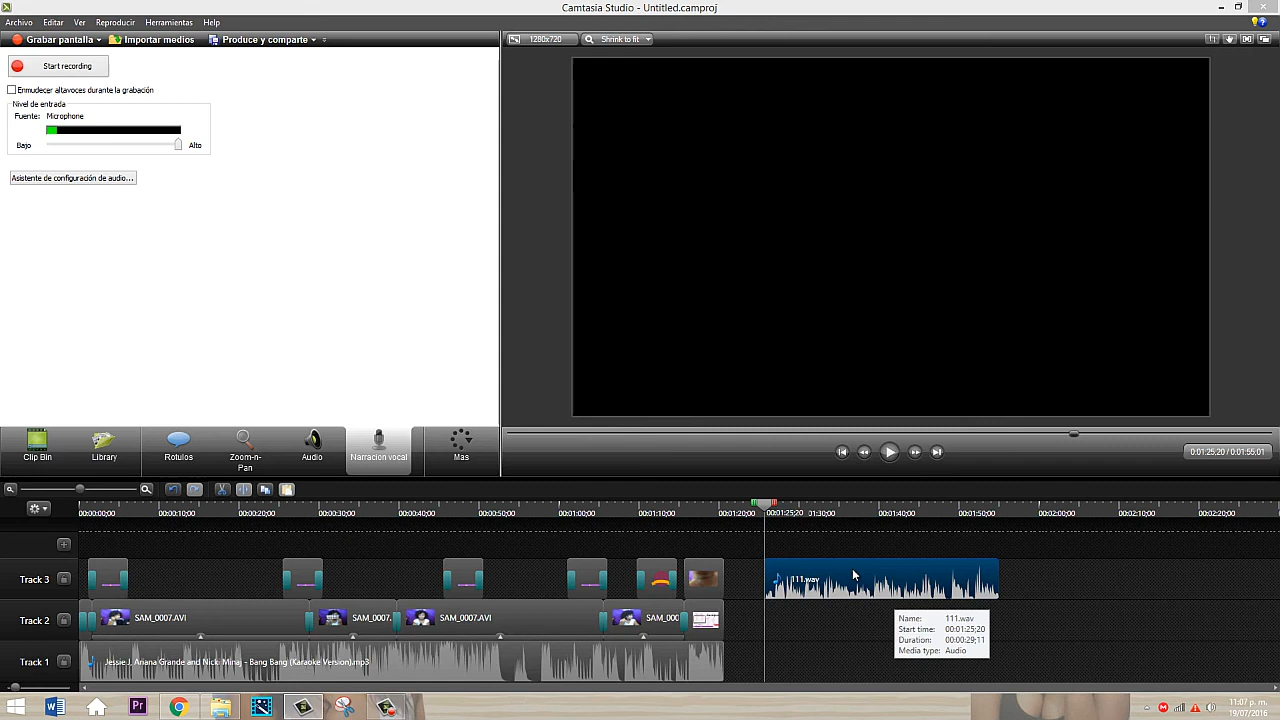 Camtasia Studio - Untitled.camproj
Archivo Editar Ver Reproducir Herramientas Help
Grabar pantalla Importar medios Produce y comparte
1280x720 Shrink to fit
Start recording
Enmudecer altavoces durante la grabación
Nivel de entrada
Fuente: Microphone
Bajo Alto
Asistente de configuración de audio...
Clip Bin Library Rotulos Zoom-n-Pan Audio Narracion vocal Mas
0:01:25;20 / 0:01:55;01
00:00:00;00 00:00:10;00 00:00:20;00 00:00:30;00 00:00:40;00 00:00:50;00 00:01:00;00 00:01:10;00 00:01:20;00 00:01:25;20 01:30;00 00:01:40;00 00:01:50;00 00:02:00;00 00:02:10;00 00:02:20;00
Track 3 111.wav
Name: 111.wav
Start time: 00:01:25;20
Duration: 00:00:29;11
Media type: Audio
Track 2 SAM_0007.AVI SAM_0007. SAM_0007.AVI SAM_000
Track 1 Jessie J, Ariana Grande and Nicki Minaj - Bang Bang (Karaoke Version).mp3
11:07 p. m.
19/07/2016